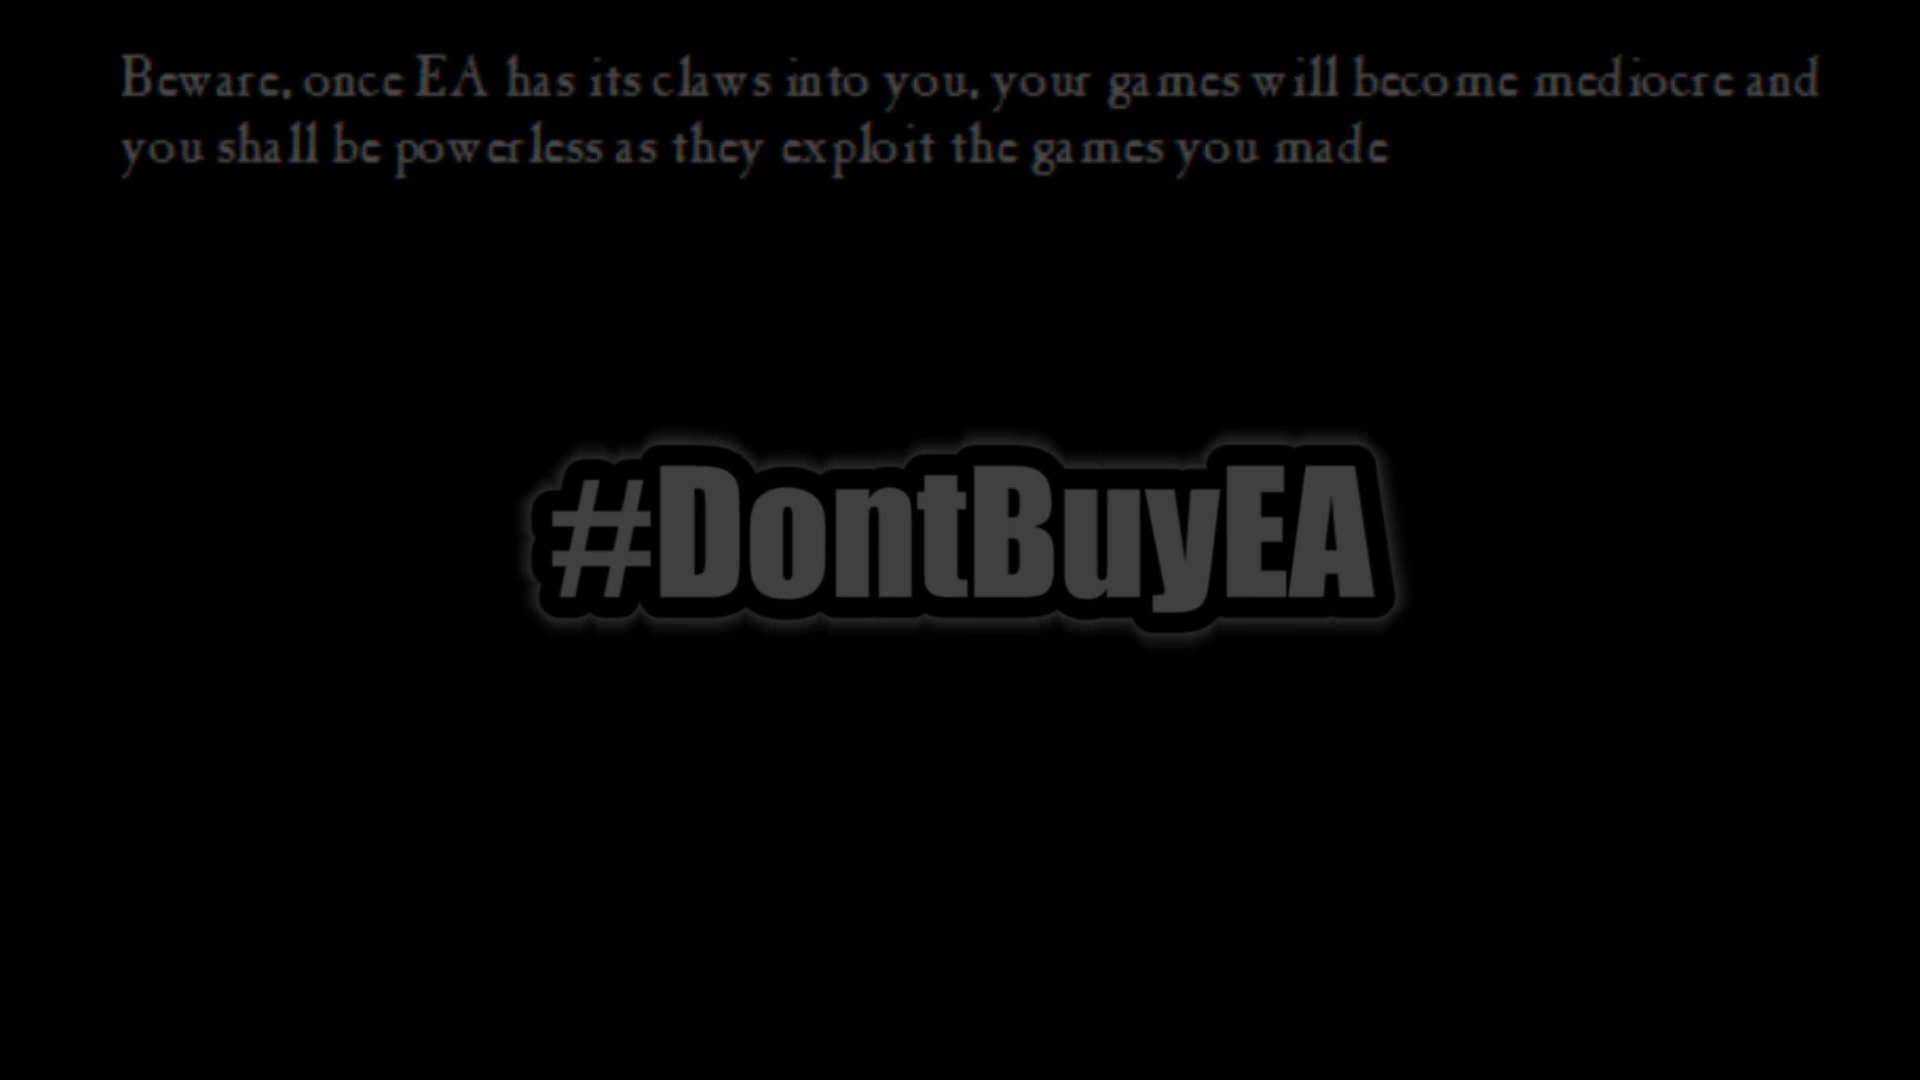 Beware, once EA has its claws into you, your games will become mediocre and
you shall be powerless as they exploit the games you made
#DontBuyEA